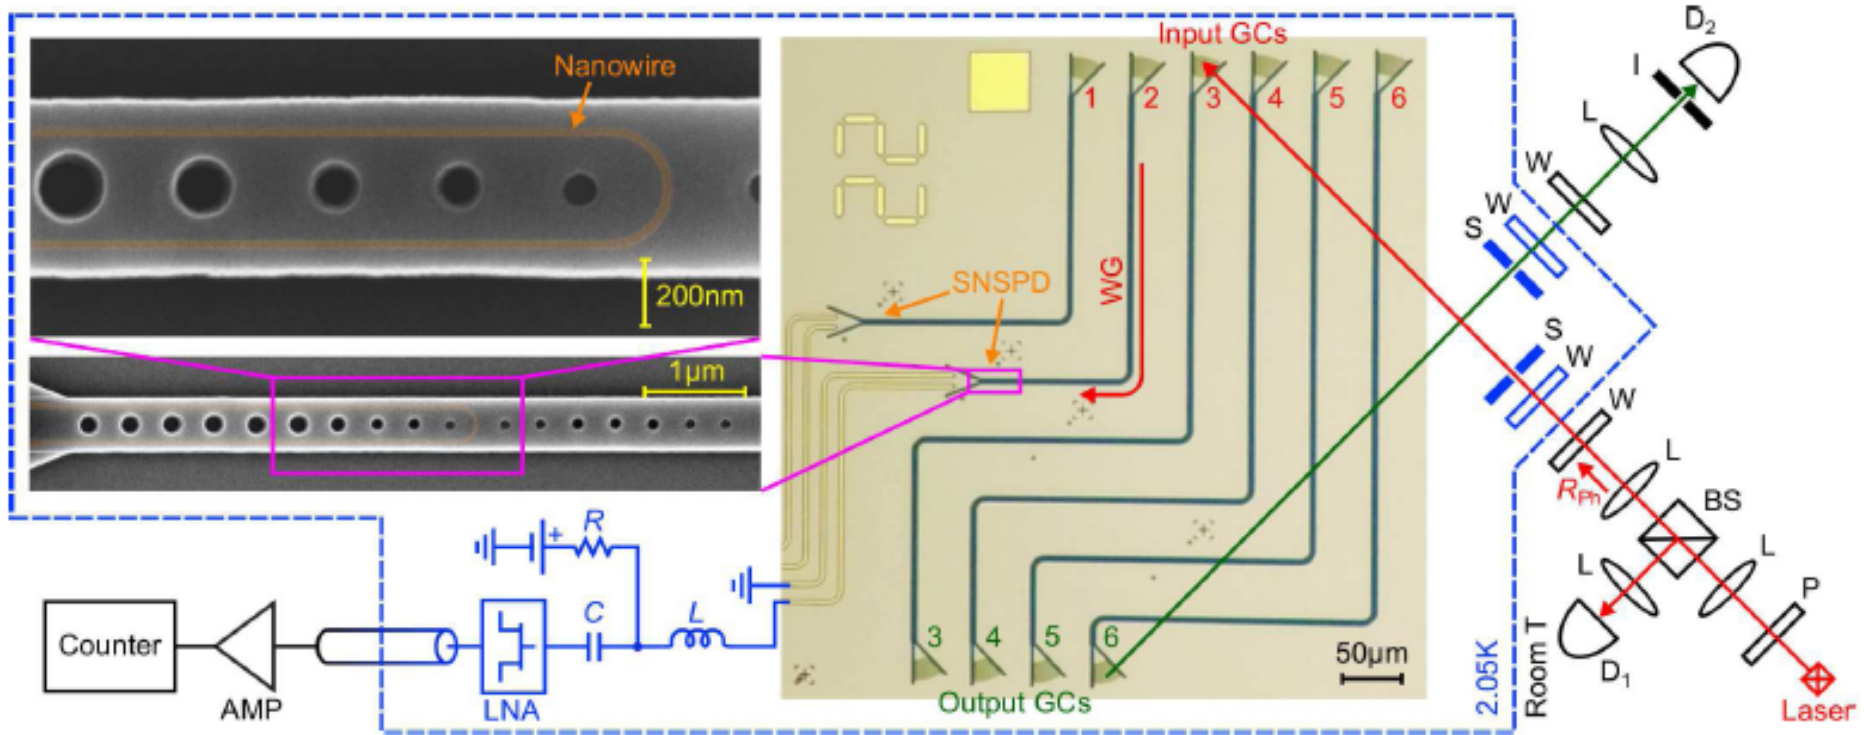 Nanowire
200nm
1μm
Input GCs
1 2 3 4 5 6
22
WG
SNSPD
3 4 5 6
Output GCs
50μm
D2
I
L
W
W
S
S
W
W
L
RPh
BS
L
L
P
D1
Laser
2.05K
Room T
R
+
C
L
LNA
AMP
Counter